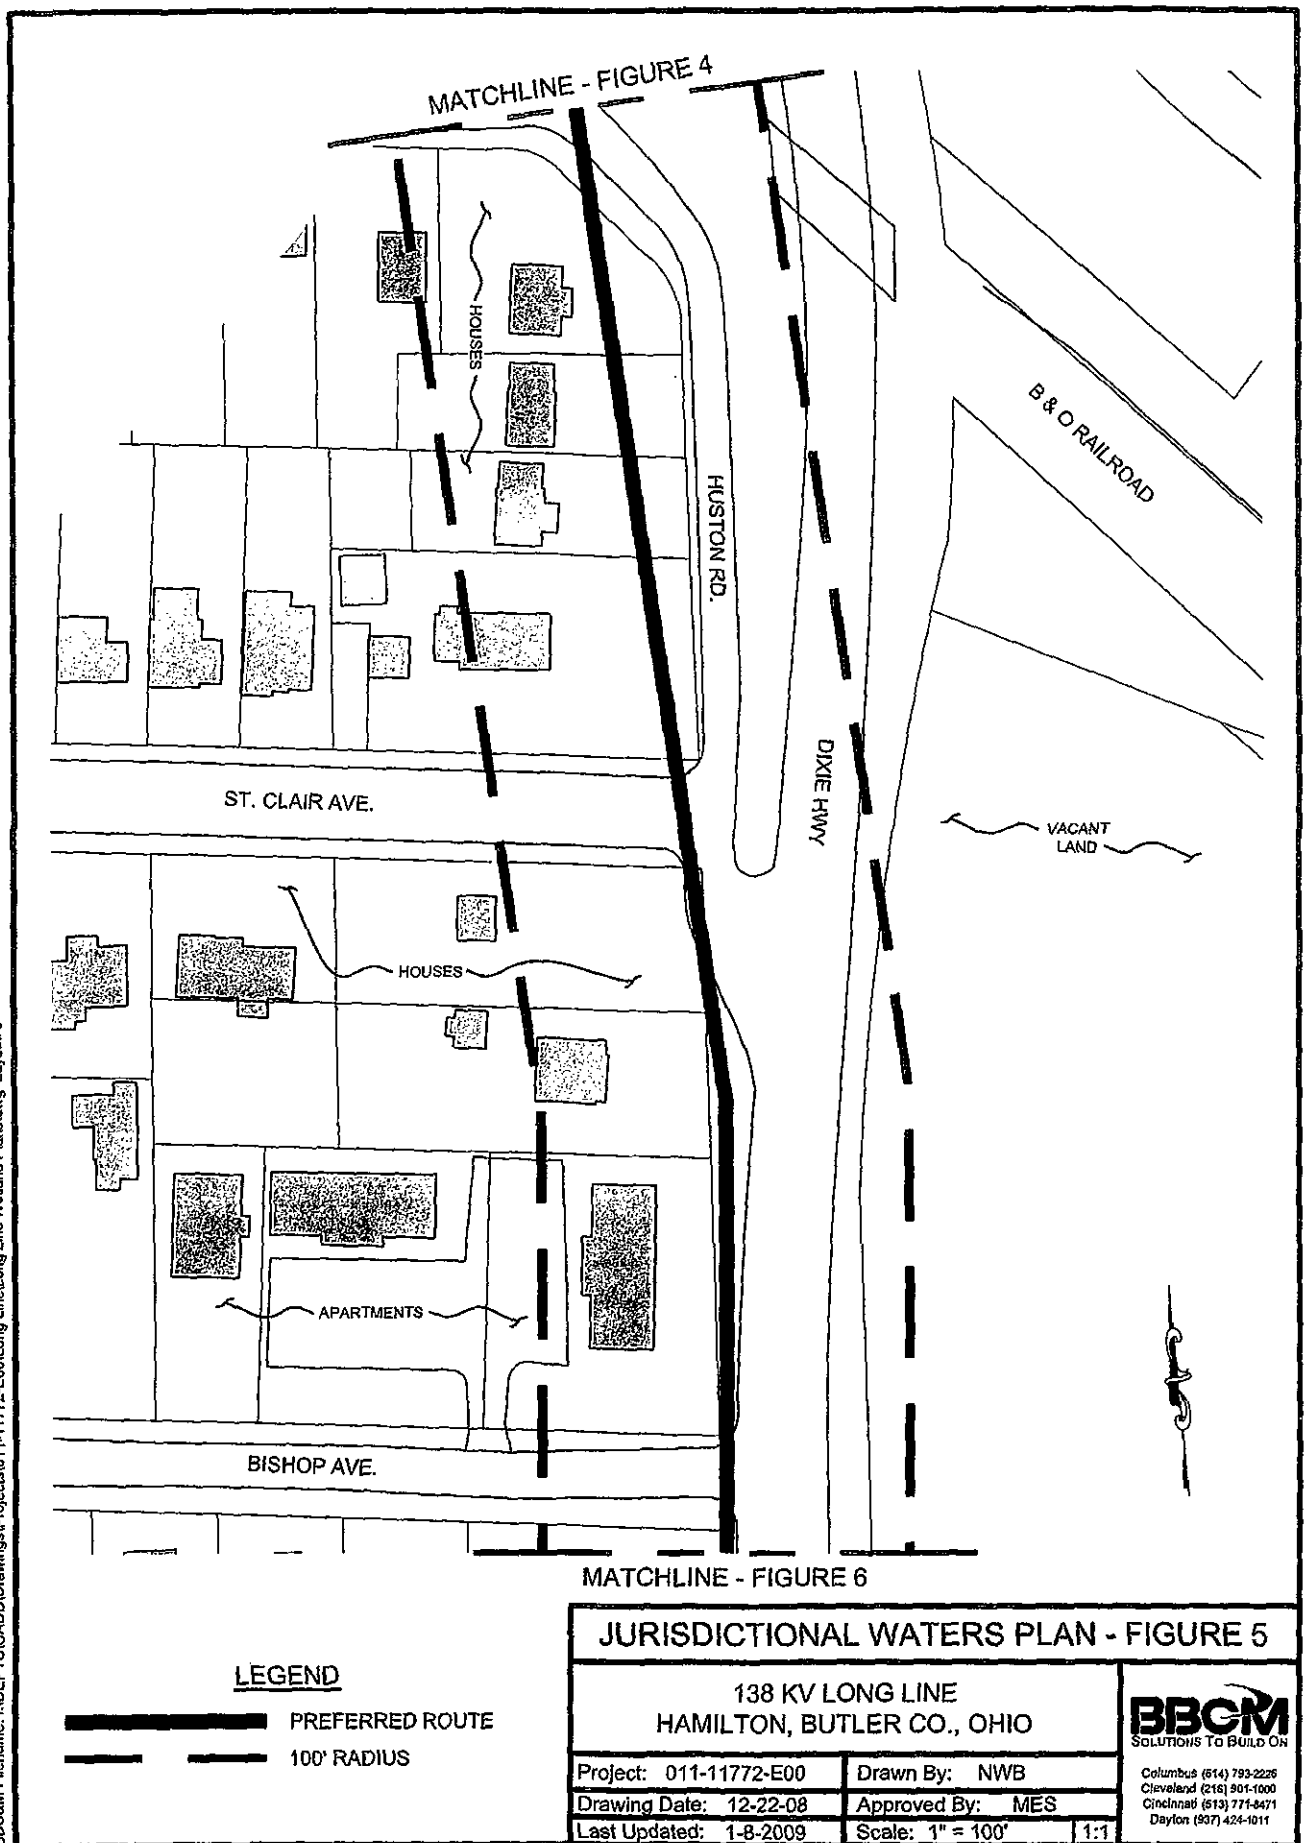 MATCHLINE - FIGURE 4
HOUSES
B & O RAILROAD
HUSTON RD.
DIXIE HWY
ST. CLAIR AVE.
VACANT
LAND
HOUSES
APARTMENTS
BISHOP AVE.
MATCHLINE - FIGURE 6
LEGEND
PREFERRED ROUTE
100' RADIUS
JURISDICTIONAL WATERS PLAN - FIGURE 5
138 KV LONG LINE
HAMILTON, BUTLER CO., OHIO
Project: 011-11772-E00
Drawn By: NWB
Drawing Date: 12-22-08
Approved By: MES
Last Updated: 1-8-2009
Scale: 1" = 100'
1:1
BBCM
SOLUTIONS TO BUILD ON
Columbus (614) 793-2226
Cleveland (216) 901-1000
Cincinnati (513) 771-8471
Dayton (937) 424-1011